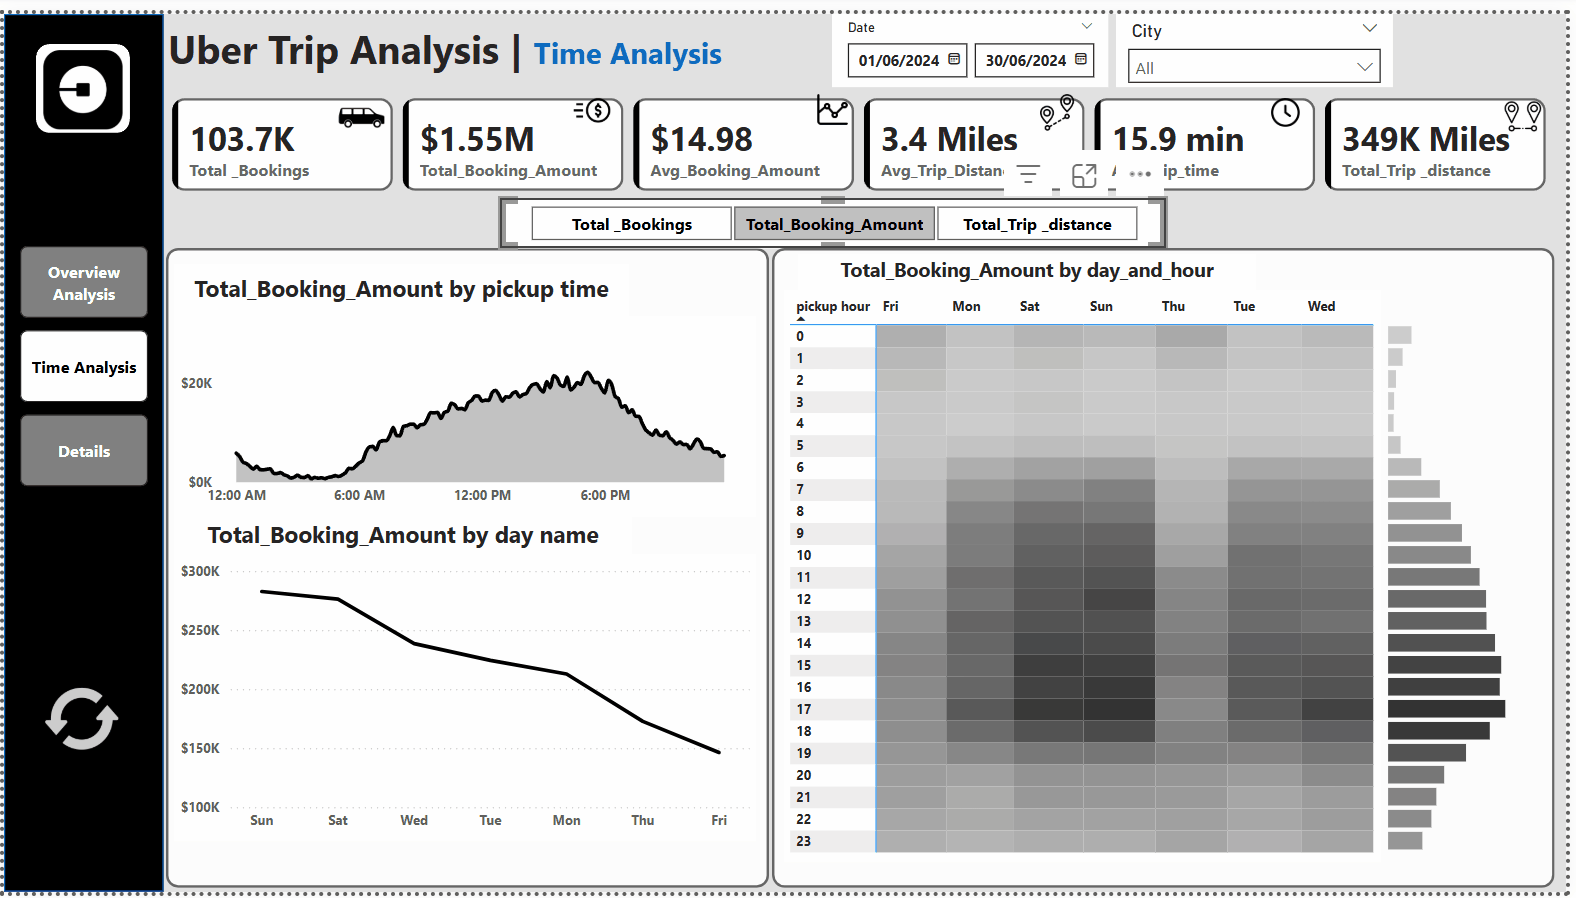 Uber Trip Analysis | Time Analysis
Date
01/06/2024 30/06/2024
City
All
103.7K
Total _Bookings
$1.55M
Total_Booking_Amount
$14.98
Avg_Booking_Amount
3.4 Miles
Avg_Trip_Distan
15.9 min
ip_time
349K Miles
Total_Trip _distance
Total _Bookings Total_Booking_Amount Total_Trip _distance
Overview
Analysis
Time Analysis
Details
Total_Booking_Amount by pickup time
$20K
$0K
12:00 AM 6:00 AM 12:00 PM 6:00 PM
Total_Booking_Amount by day name
$300K
$250K
$200K
$150K
$100K
Sun Sat Wed Tue Mon Thu Fri
Total_Booking_Amount by day_and_hour
pickup hour Fri Mon Sat Sun Thu Tue Wed
0
1
2
3
4
5
6
7
8
9
10
11
12
13
14
15
16
17
18
19
20
21
22
23